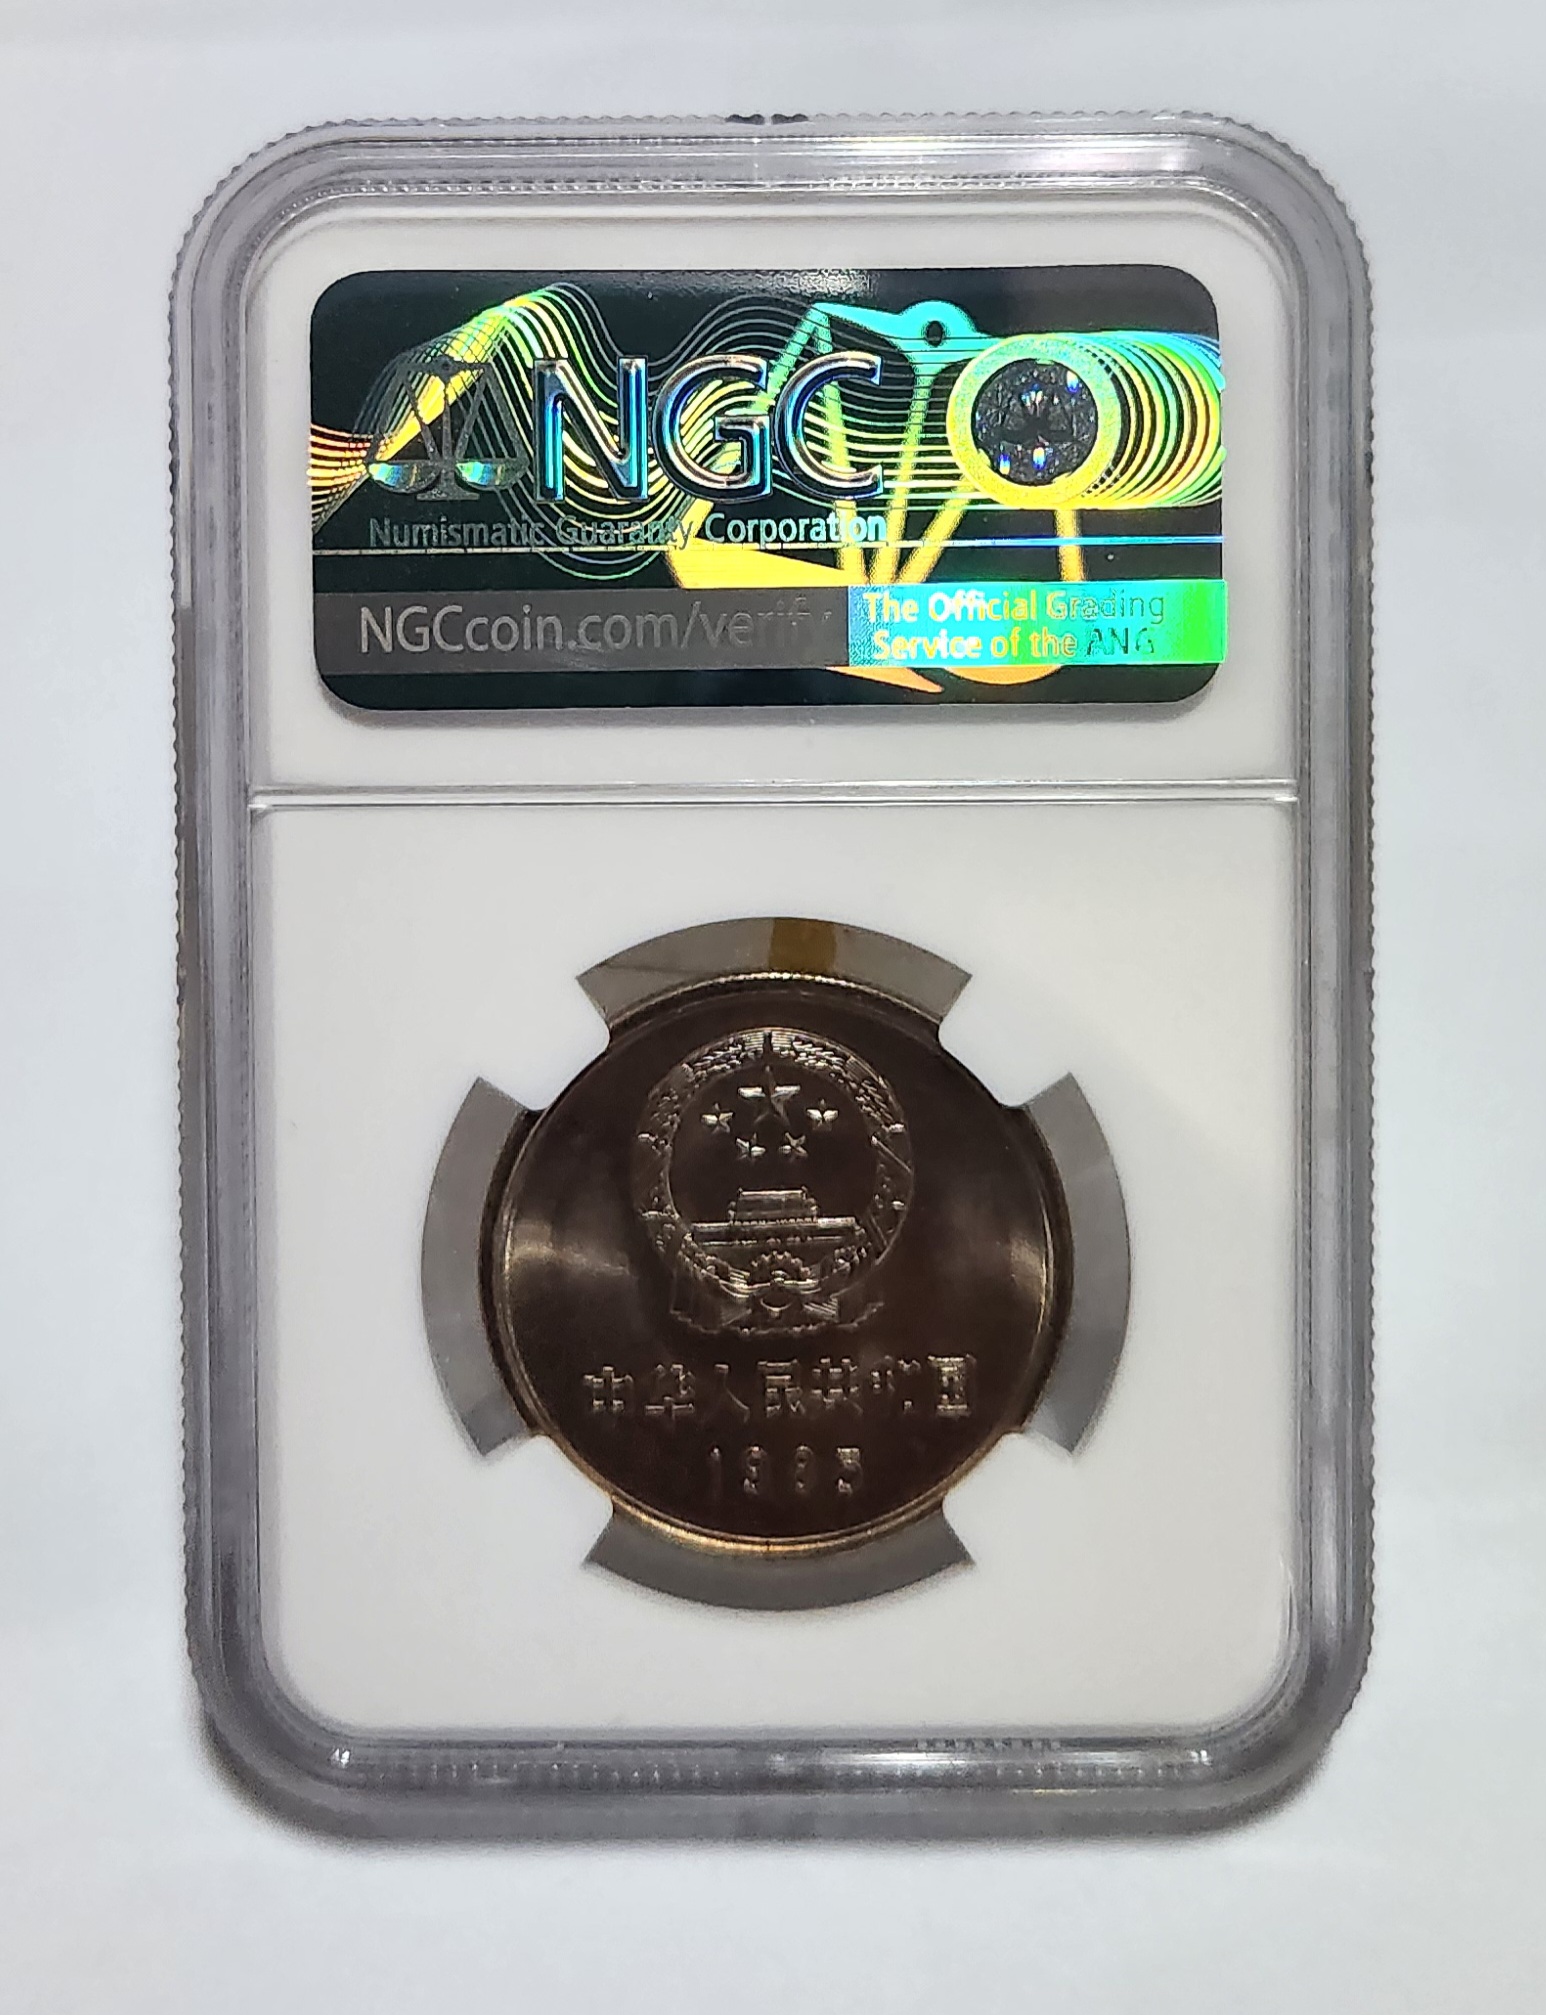 NGC
Numismatic Guaranty Corporation
NGCcoin.com/verify
The Official Grading
Service of the ANA
中华人民共和国
1995